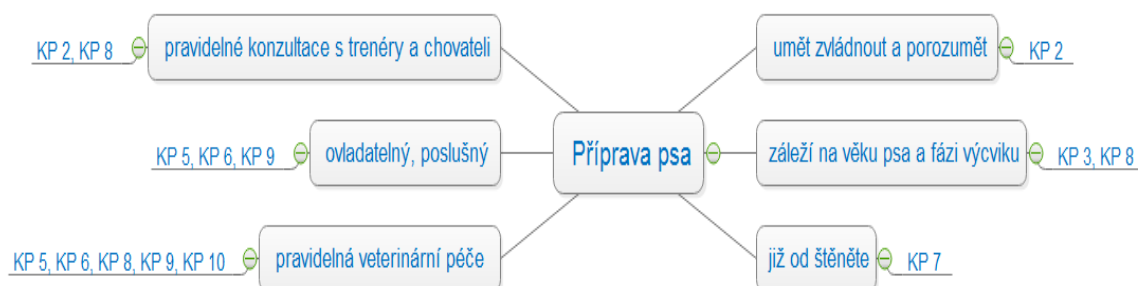 KP 2, KP 8
pravidelné konzultace s trenéry a chovateli
umět zvládnout a porozumět
KP 2
KP 5, KP 6, KP 9
ovladatelný, poslušný
Příprava psa
záleží na věku psa a fázi výcviku
KP 3, KP 8
KP 5, KP 6, KP 8, KP 9, KP 10
pravidelná veterinární péče
již od štěněte
KP 7